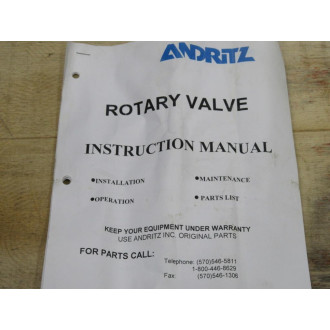 ANDRITZ
ROTARY VALVE
INSTRUCTION MANUAL
•INSTALLATION •MAINTENANCE
•OPERATION •PARTS LIST
KEEP YOUR EQUIPMENT UNDER WARRANTY
USE ANDRITZ INC. ORIGINAL PARTS
FOR PARTS CALL:
Telephone: (570)546-5811
1-800-446-8629
Fax: (570)546-1306